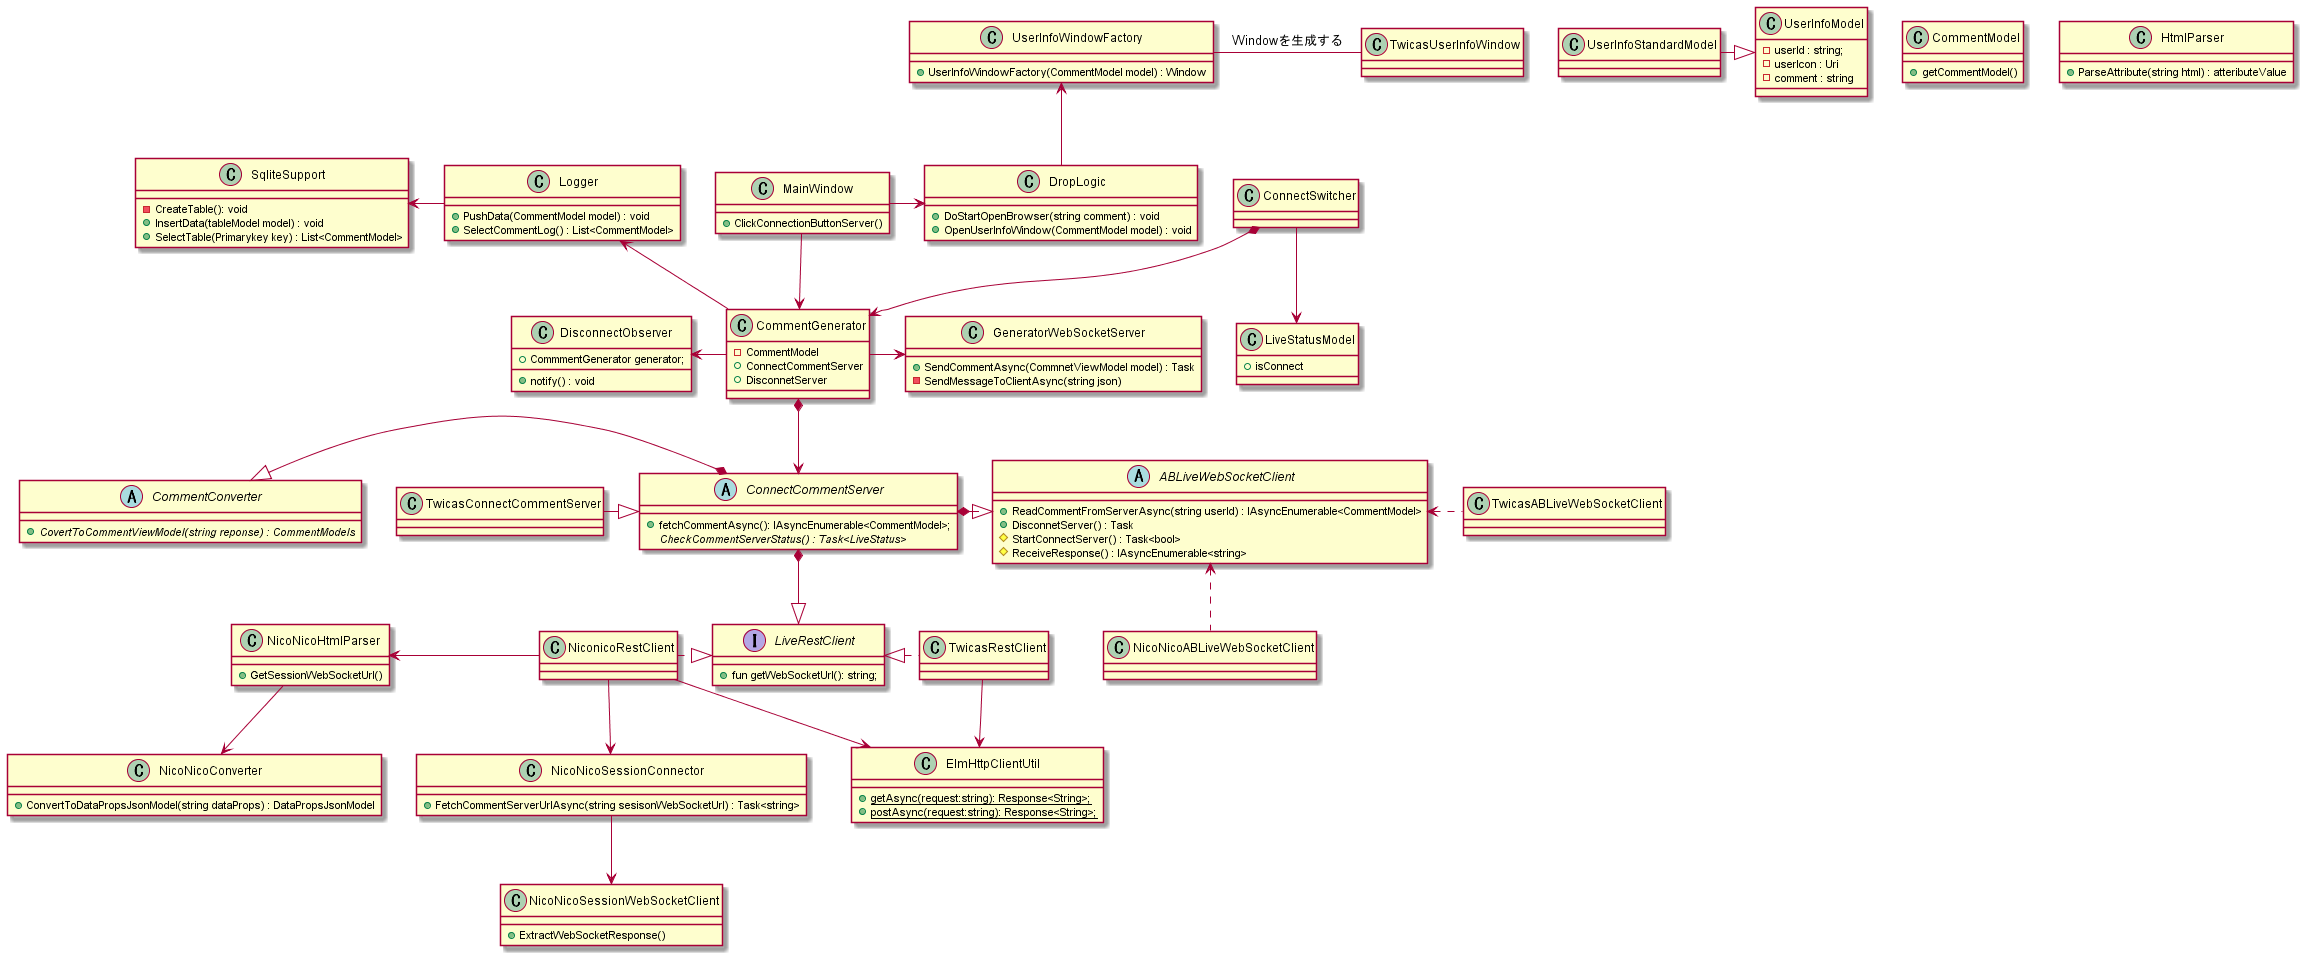 UserInfoWindowFactory
UserInfoWindowFactory(CommentModel model) : Window
Windowを生成する
TwicasUserInfoWindow
UserInfoStandardModel
UserInfoModel
userId : string;
userIcon : Uri
comment : string
CommentModel
getCommentModel()
HtmlParser
ParseAttribute(string html) : atteributeValue
SqliteSupport
CreateTable(): void
InsertData(tableModel model) : void
SelectTable(Primarykey key) : List<CommentModel>
Logger
PushData(CommentModel model) : void
SelectCommentLog() : List<CommentModel>
MainWindow
ClickConnectionButtonServer()
DropLogic
DoStartOpenBrowser(string comment) : void
OpenUserInfoWindow(CommentModel model) : void
ConnectSwitcher
DisconnectObserver
CommmentGenerator generator;
notify() : void
CommentGenerator
CommentModel
ConnectCommentServer
DisconnetServer
GeneratorWebSocketServer
SendCommentAsync(CommnetViewModel model) : Task
SendMessageToClientAsync(string json)
LiveStatusModel
isConnect
CommentConverter
CovertToCommentViewModel(string reponse) : CommentModels
TwicasConnectCommentServer
ConnectCommentServer
fetchCommentAsync(): IAsyncEnumerable<CommentModel>;
CheckCommentServerStatus() : Task<LiveStatus>
ABLiveWebSocketClient
ReadCommentFromServerAsync(string userId) : IAsyncEnumerable<CommentModel>
DisconnetServer() : Task
StartConnectServer() : Task<bool>
ReceiveResponse() : IAsyncEnumerable<string>
TwicasABLiveWebSocketClient
NicoNicoHtmlParser
GetSessionWebSocketUrl()
NiconicoRestClient
LiveRestClient
fun getWebSocketUrl(): string;
TwicasRestClient
NicoNicoABLiveWebSocketClient
NicoNicoConverter
ConvertToDataPropsJsonModel(string dataProps) : DataPropsJsonModel
NicoNicoSessionConnector
FetchCommentServerUrlAsync(string sesisonWebSocketUrl) : Task<string>
ElmHttpClientUtil
getAsync(request:string): Response<String>;
postAsync(request:string): Response<String>;
NicoNicoSessionWebSocketClient
ExtractWebSocketResponse()